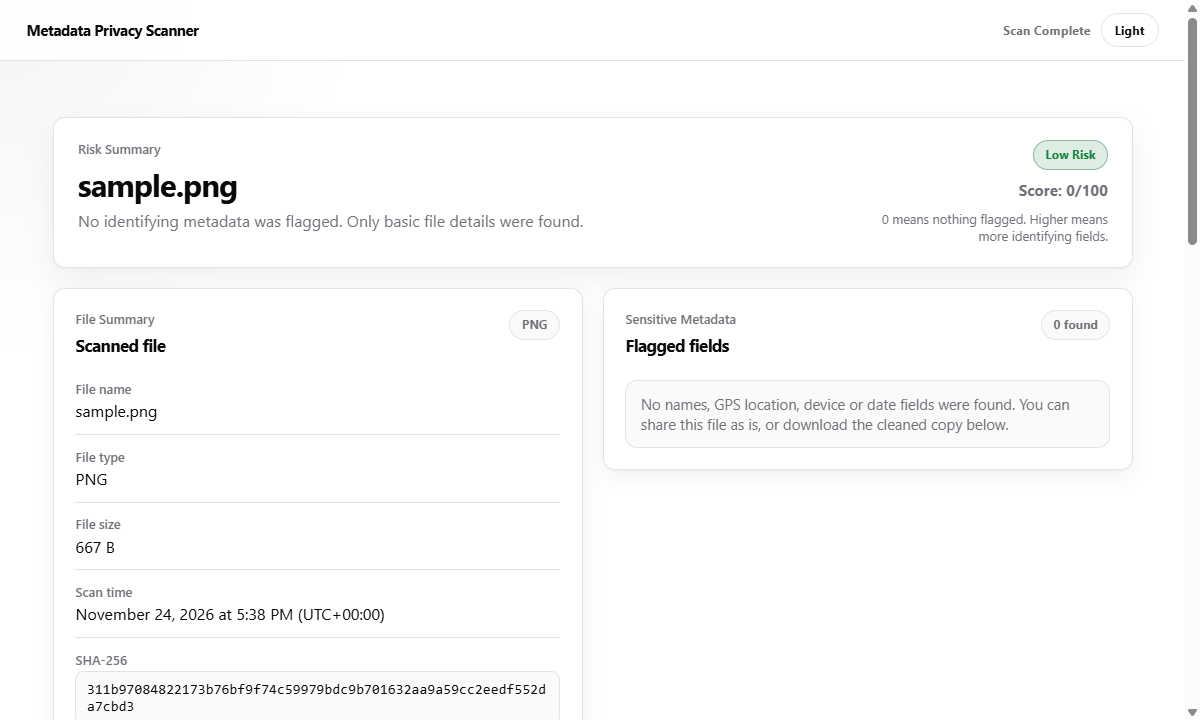 Metadata Privacy Scanner
Scan Complete
Light
Risk Summary
sample.png
No identifying metadata was flagged. Only basic file details were found.
Low Risk
Score: 0/100
0 means nothing flagged. Higher means
more identifying fields.
File Summary
Scanned file
PNG
File name
sample.png
File type
PNG
File size
667 B
Scan time
November 24, 2026 at 5:38 PM (UTC+00:00)
SHA-256
311b97084822173b76bf9f74c59979bdc9b701632aa9a59cc2eedf552d
a7cbd3
Sensitive Metadata
Flagged fields
0 found
No names, GPS location, device or date fields were found. You can
share this file as is, or download the cleaned copy below.